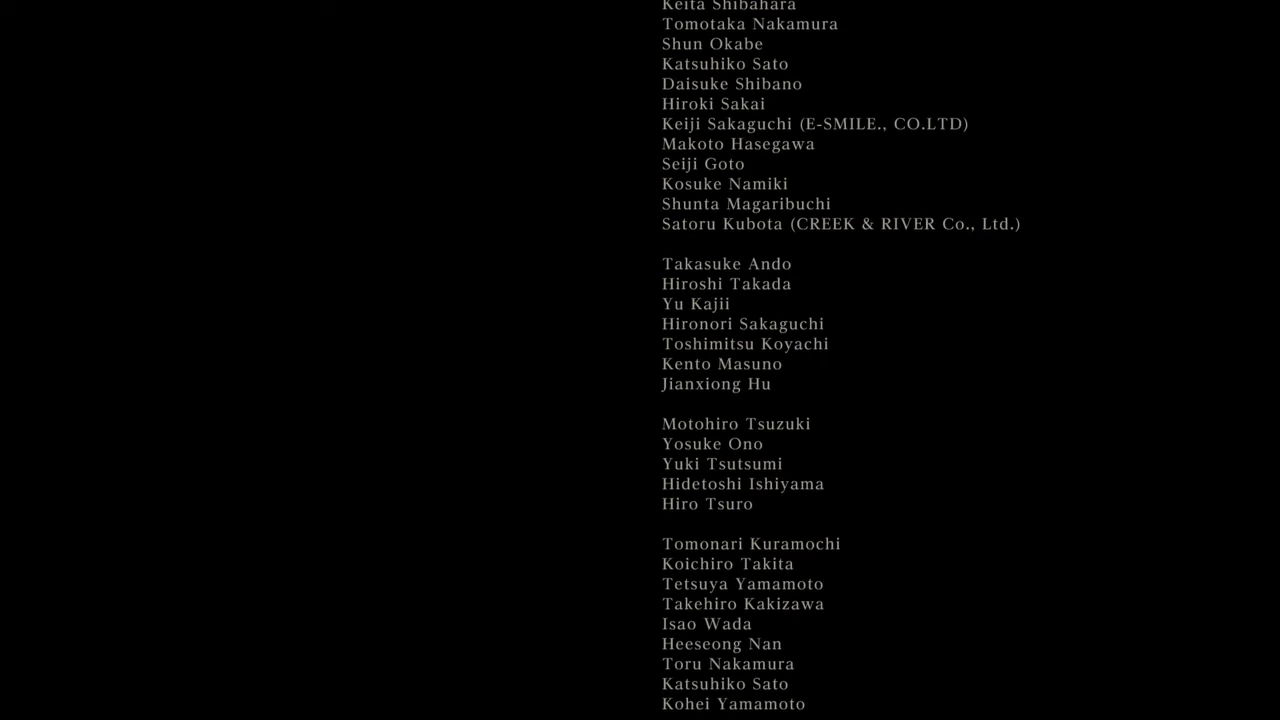 Keita Shibahara
Tomotaka Nakamura
Shun Okabe
Katsuhiko Sato
Daisuke Shibano
Hiroki Sakai
Keiji Sakaguchi (E-SMILE., CO.LTD)
Makoto Hasegawa
Seiji Goto
Kosuke Namiki
Shunta Magaribuchi
Satoru Kubota (CREEK & RIVER Co., Ltd.)
Takasuke Ando
Hiroshi Takada
Yu Kajii
Hironori Sakaguchi
Toshimitsu Koyachi
Kento Masuno
Jianxiong Hu
Motohiro Tsuzuki
Yosuke Ono
Yuki Tsutsumi
Hidetoshi Ishiyama
Hiro Tsuro
Tomonari Kuramochi
Koichiro Takita
Tetsuya Yamamoto
Takehiro Kakizawa
Isao Wada
Heeseong Nan
Toru Nakamura
Katsuhiko Sato
Kohei Yamamoto